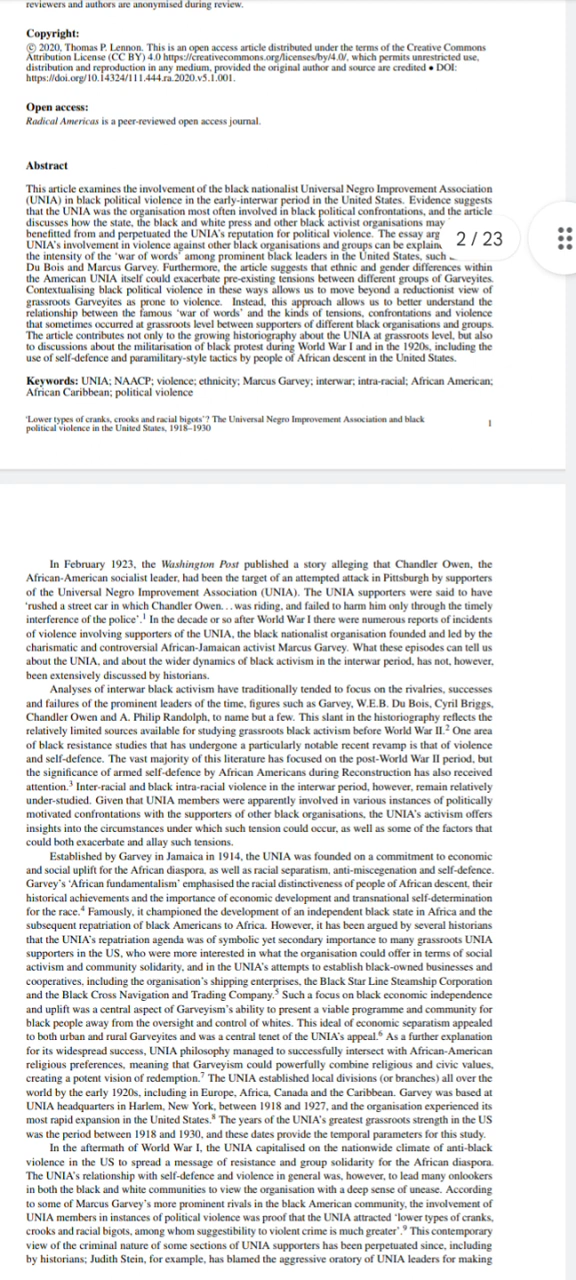 reviewers and authors are anonymised during review.
Copyright:
© 2020, Thomas P. Lennon. This is an open access article distributed under the terms of the Creative Commons
Attribution License (CC BY) 4.0 https://creativecommons.org/licenses/by/4.0/, which permits unrestricted use,
distribution and reproduction in any medium, provided the original author and source are credited • DOI:
https://doi.org/10.14324/111.444.ra.2020.v5.1.001.
Open access:
Radical Americas is a peer-reviewed open access journal.
Abstract
This article examines the involvement of the black nationalist Universal Negro Improvement Association
(UNIA) in black political violence in the early-interwar period in the United States. Evidence suggests
that the UNIA was the organisation most often involved in black political confrontations, and the article
discusses how the state, the black and white press and other black activist organisations may
benefitted from and perpetuated the UNIA's reputation for political violence. The essay arg
UNIA's involvement in violence against other black organisations and groups can be explain
the intensity of the 'war of words' among prominent black leaders in the United States, such
Du Bois and Marcus Garvey. Furthermore, the article suggests that ethnic and gender differences within
the American UNIA itself could exacerbate pre-existing tensions between different groups of Garveyites.
Contextualising black political violence in these ways allows us to move beyond a reductionist view of
grassroots Garveyites as prone to violence. Instead, this approach allows us to better understand the
relationship between the famous 'war of words' and the kinds of tensions, confrontations and violence
that sometimes occurred at grassroots level between supporters of different black organisations and groups.
The article contributes not only to the growing historiography about the UNIA at grassroots level, but also
to discussions about the militarisation of black protest during World War I and in the 1920s, including the
use of self-defence and paramilitary-style tactics by people of African descent in the United States.
2 / 23
Keywords: UNIA; NAACP; violence; ethnicity; Marcus Garvey; interwar; intra-racial; African American;
African Caribbean; political violence
'Lower types of cranks, crooks and racial bigots'? The Universal Negro Improvement Association and black
political violence in the United States, 1918–1930
1
In February 1923, the Washington Post published a story alleging that Chandler Owen, the
African-American socialist leader, had been the target of an attempted attack in Pittsburgh by supporters
of the Universal Negro Improvement Association (UNIA). The UNIA supporters were said to have
'rushed a street car in which Chandler Owen. . . was riding, and failed to harm him only through the timely
interference of the police'.1 In the decade or so after World War I there were numerous reports of incidents
of violence involving supporters of the UNIA, the black nationalist organisation founded and led by the
charismatic and controversial African-Jamaican activist Marcus Garvey. What these episodes can tell us
about the UNIA, and about the wider dynamics of black activism in the interwar period, has not, however,
been extensively discussed by historians.
Analyses of interwar black activism have traditionally tended to focus on the rivalries, successes
and failures of the prominent leaders of the time, figures such as Garvey, W.E.B. Du Bois, Cyril Briggs,
Chandler Owen and A. Philip Randolph, to name but a few. This slant in the historiography reflects the
relatively limited sources available for studying grassroots black activism before World War II.2 One area
of black resistance studies that has undergone a particularly notable recent revamp is that of violence
and self-defence. The vast majority of this literature has focused on the post-World War II period, but
the significance of armed self-defence by African Americans during Reconstruction has also received
attention.3 Inter-racial and black intra-racial violence in the interwar period, however, remain relatively
under-studied. Given that UNIA members were apparently involved in various instances of politically
motivated confrontations with the supporters of other black organisations, the UNIA's activism offers
insights into the circumstances under which such tension could occur, as well as some of the factors that
could both exacerbate and allay such tensions.
Established by Garvey in Jamaica in 1914, the UNIA was founded on a commitment to economic
and social uplift for the African diaspora, as well as racial separatism, anti-miscegenation and self-defence.
Garvey's 'African fundamentalism' emphasised the racial distinctiveness of people of African descent, their
historical achievements and the importance of economic development and transnational self-determination
for the race.4 Famously, it championed the development of an independent black state in Africa and the
subsequent repatriation of black Americans to Africa. However, it has been argued by several historians
that the UNIA's repatriation agenda was of symbolic yet secondary importance to many grassroots UNIA
supporters in the US, who were more interested in what the organisation could offer in terms of social
activism and community solidarity, and in the UNIA's attempts to establish black-owned businesses and
cooperatives, including the organisation's shipping enterprises, the Black Star Line Steamship Corporation
and the Black Cross Navigation and Trading Company.5 Such a focus on black economic independence
and uplift was a central aspect of Garveyism's ability to present a viable programme and community for
black people away from the oversight and control of whites. This ideal of economic separatism appealed
to both urban and rural Garveyites and was a central tenet of the UNIA's appeal.6 As a further explanation
for its widespread success, UNIA philosophy managed to successfully intersect with African-American
religious preferences, meaning that Garveyism could powerfully combine religious and civic values,
creating a potent vision of redemption.7 The UNIA established local divisions (or branches) all over the
world by the early 1920s, including in Europe, Africa, Canada and the Caribbean. Garvey was based at
UNIA headquarters in Harlem, New York, between 1918 and 1927, and the organisation experienced its
most rapid expansion in the United States.8 The years of the UNIA's greatest grassroots strength in the US
was the period between 1918 and 1930, and these dates provide the temporal parameters for this study.
In the aftermath of World War I, the UNIA capitalised on the nationwide climate of anti-black
violence in the US to spread a message of resistance and group solidarity for the African diaspora.
The UNIA's relationship with self-defence and violence in general was, however, to lead many onlookers
in both the black and white communities to view the organisation with a deep sense of unease. According
to some of Marcus Garvey's more prominent rivals in the black American community, the involvement of
UNIA members in instances of political violence was proof that the UNIA attracted 'lower types of cranks,
crooks and racial bigots, among whom suggestibility to violent crime is much greater'.9 This contemporary
view of the criminal nature of some sections of UNIA supporters has been perpetuated since, including
by historians; Judith Stein, for example, has blamed the aggressive oratory of UNIA leaders for making